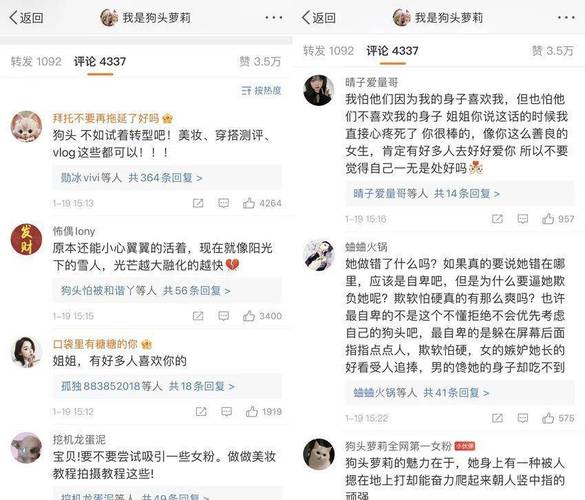 返回
我是狗头萝莉
转发 1092
评论 4337
赞 3.5万
按热度
拜托不要再拖延了好吗
狗头 不如试着转型吧！美妆、穿搭测评、
vlog这些都可以！！！
勋冰vivi等人 共364条回复 >
1-19 15:13
4264
怖偶lony
原本还能小心翼翼的活着，现在就像阳光
下的雪人，光芒越大融化的越快💔
狗头怕被和谐丫等人 共56条回复 >
1-19 15:15
3400
口袋里有糖糖的你
姐姐，有好多人喜欢你的
孤独883852018等人 共18条回复 >
1-19 15:12
1919
挖机龙蛋泥
宝贝!要不要尝试吸引一些女粉。做做美妆
教程拍摄教程这些!
挖机龙蛋泥等人 共49条回复 >
返回
我是狗头萝莉
转发 1092
评论 4337
赞 3.5万
晴子爱量哥
我怕他们因为我的身子喜欢我，但也怕他
们不喜欢我的身子 姐姐你说这话的时候我
直接心疼死了 你很棒的，像你这么善良的
女生，肯定有好多人去好好爱你 所以不要
觉得自己一无是处好吗
晴子爱量哥等人 共14条回复 >
1-19 15:16
957
蛐蛐火锅
她做错了什么吗？如果真的要说她错在哪
里，应该是自卑吧，但是为什么要逼她欺
负她呢？欺软怕硬真的有那么爽吗？也许
最自卑的不是这个不懂拒绝不会优先考虑
自己的狗头吧，最自卑的是躲在屏幕后面
指指点点人，欺软怕硬，女的嫉妒她长的
好看受人追捧，男的馋她的身子却吃不到
蛐蛐火锅等人 共41条回复 >
1-19 15:22
575
狗头萝莉全网第一女粉 小伙伴
狗头萝莉的魅力在于，她身上有一种被人
摁在地上打却能奋力爬起来朝人竖中指的
顽强